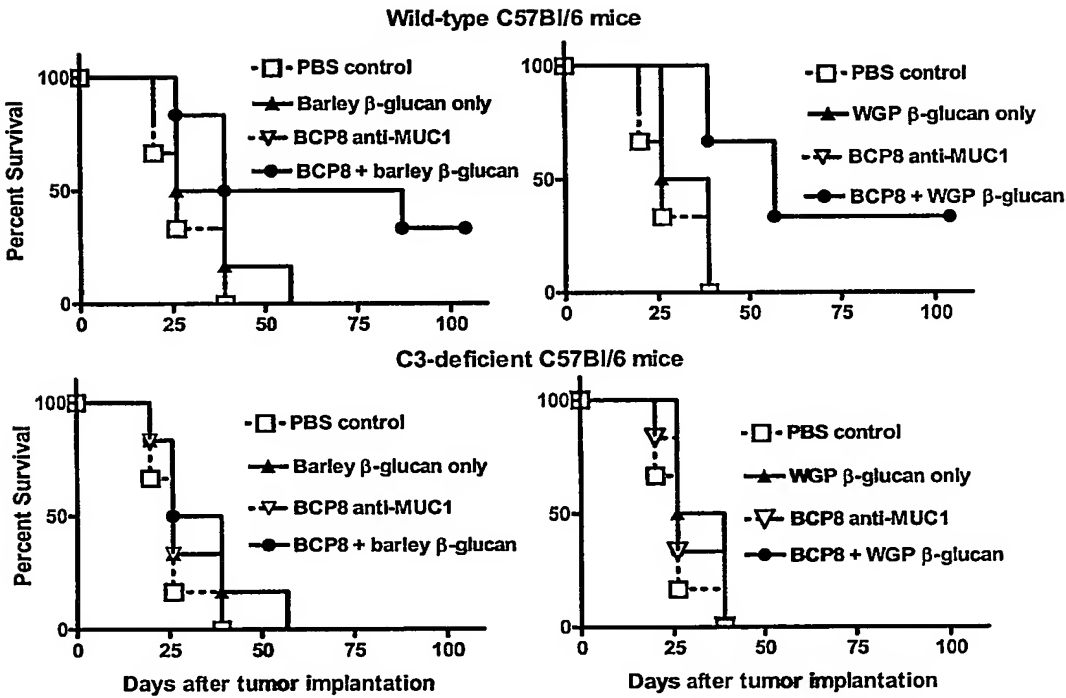 Wild-type C57Bl/6 mice
Percent Survival
100
50
0
0 25 50 75 100
PBS control
Barley β-glucan only
BCP8 anti-MUC1
BCP8 + barley β-glucan
100
50
0
0 25 50 75 100
PBS control
WGP β-glucan only
BCP8 anti-MUC1
BCP8 + WGP β-glucan
C3-deficient C57Bl/6 mice
Percent Survival
100
50
0
0 25 50 75 100
Days after tumor implantation
PBS control
Barley β-glucan only
BCP8 anti-MUC1
BCP8 + barley β-glucan
100
50
0
0 25 50 75 100
Days after tumor implantation
PBS control
WGP β-glucan only
BCP8 anti-MUC1
BCP8 + WGP β-glucan